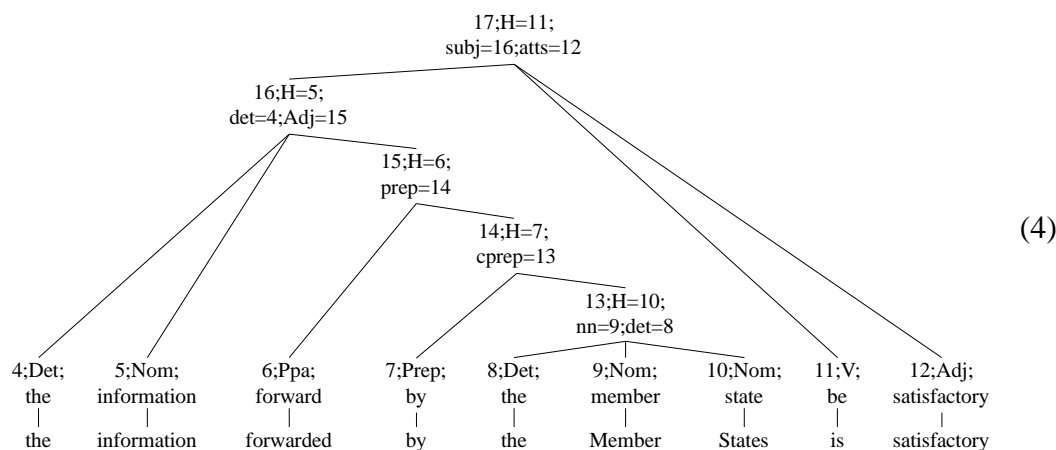 17;H=11;
subj=16;atts=12
16;H=5;
det=4;Adj=15
15;H=6;
prep=14
14;H=7;
cprep=13
(4)
13;H=10;
nn=9;det=8
4;Det; 5;Nom; 6;Ppa; 7;Prep; 8;Det; 9;Nom; 10;Nom; 11;V; 12;Adj;
the information forward by the member state be satisfactory
the information forwarded by the Member States is satisfactory